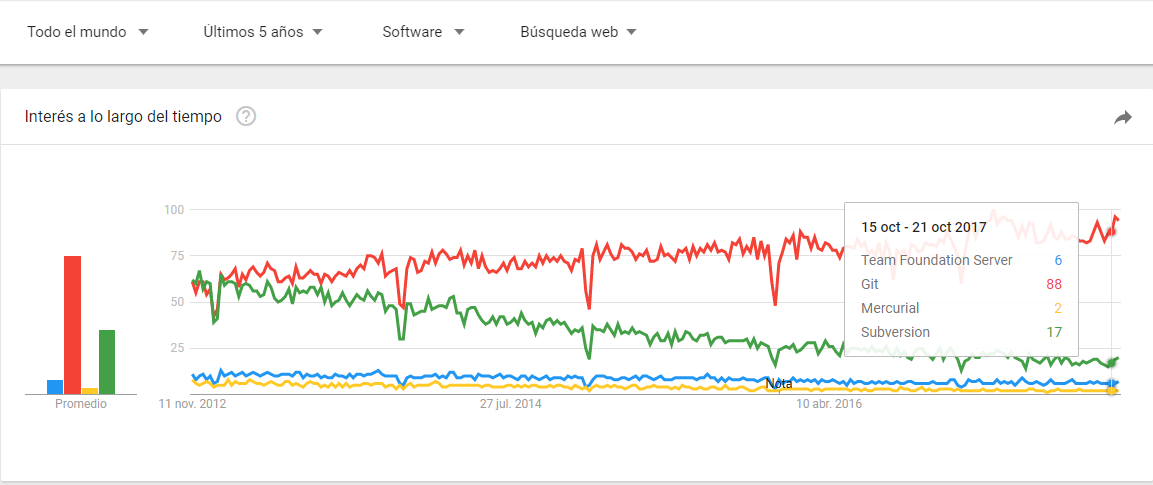 Todo el mundo Últimos 5 años Software Búsqueda web
Interés a lo largo del tiempo ?
100
75
50
25
15 oct - 21 oct 2017
Team Foundation Server 6
Git 88
Mercurial 2
Subversion 17
Nota
Promedio
11 nov. 2012 27 jul. 2014 10 abr. 2016